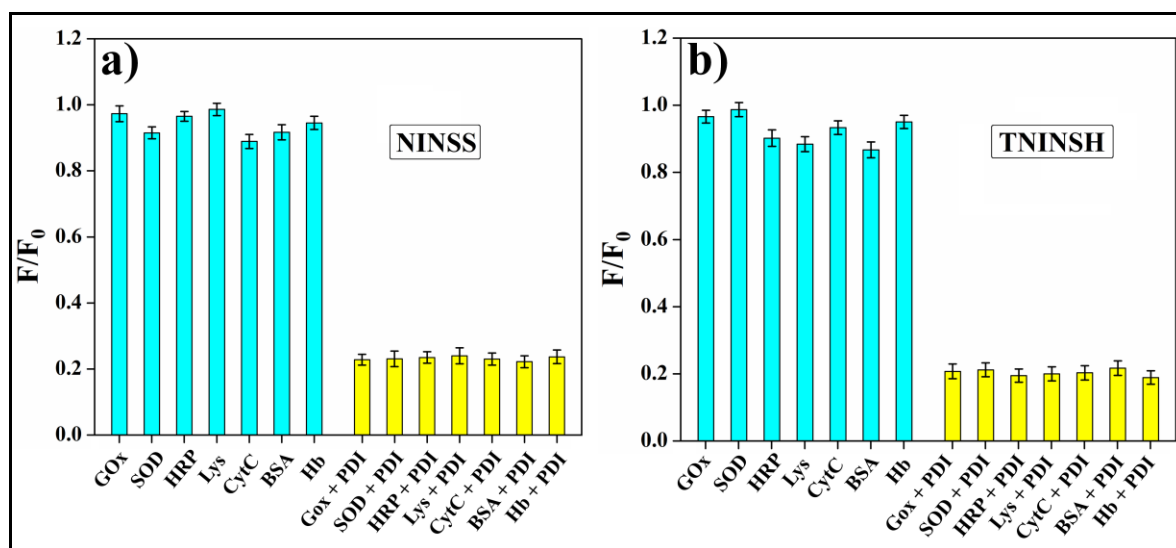 a)
NINSS
F/F0
1.2
1.0
0.8
0.6
0.4
0.2
0.0
GOx
SOD
HRP
Lys
CytC
BSA
Hb
Gox + PDI
SOD + PDI
HRP + PDI
Lys + PDI
CytC + PDI
BSA + PDI
Hb + PDI
b)
TNINSH
F/F0
1.2
1.0
0.8
0.6
0.4
0.2
0.0
GOx
SOD
HRP
Lys
CytC
BSA
Hb
Gox + PDI
SOD + PDI
HRP + PDI
Lys + PDI
CytC + PDI
BSA + PDI
Hb + PDI